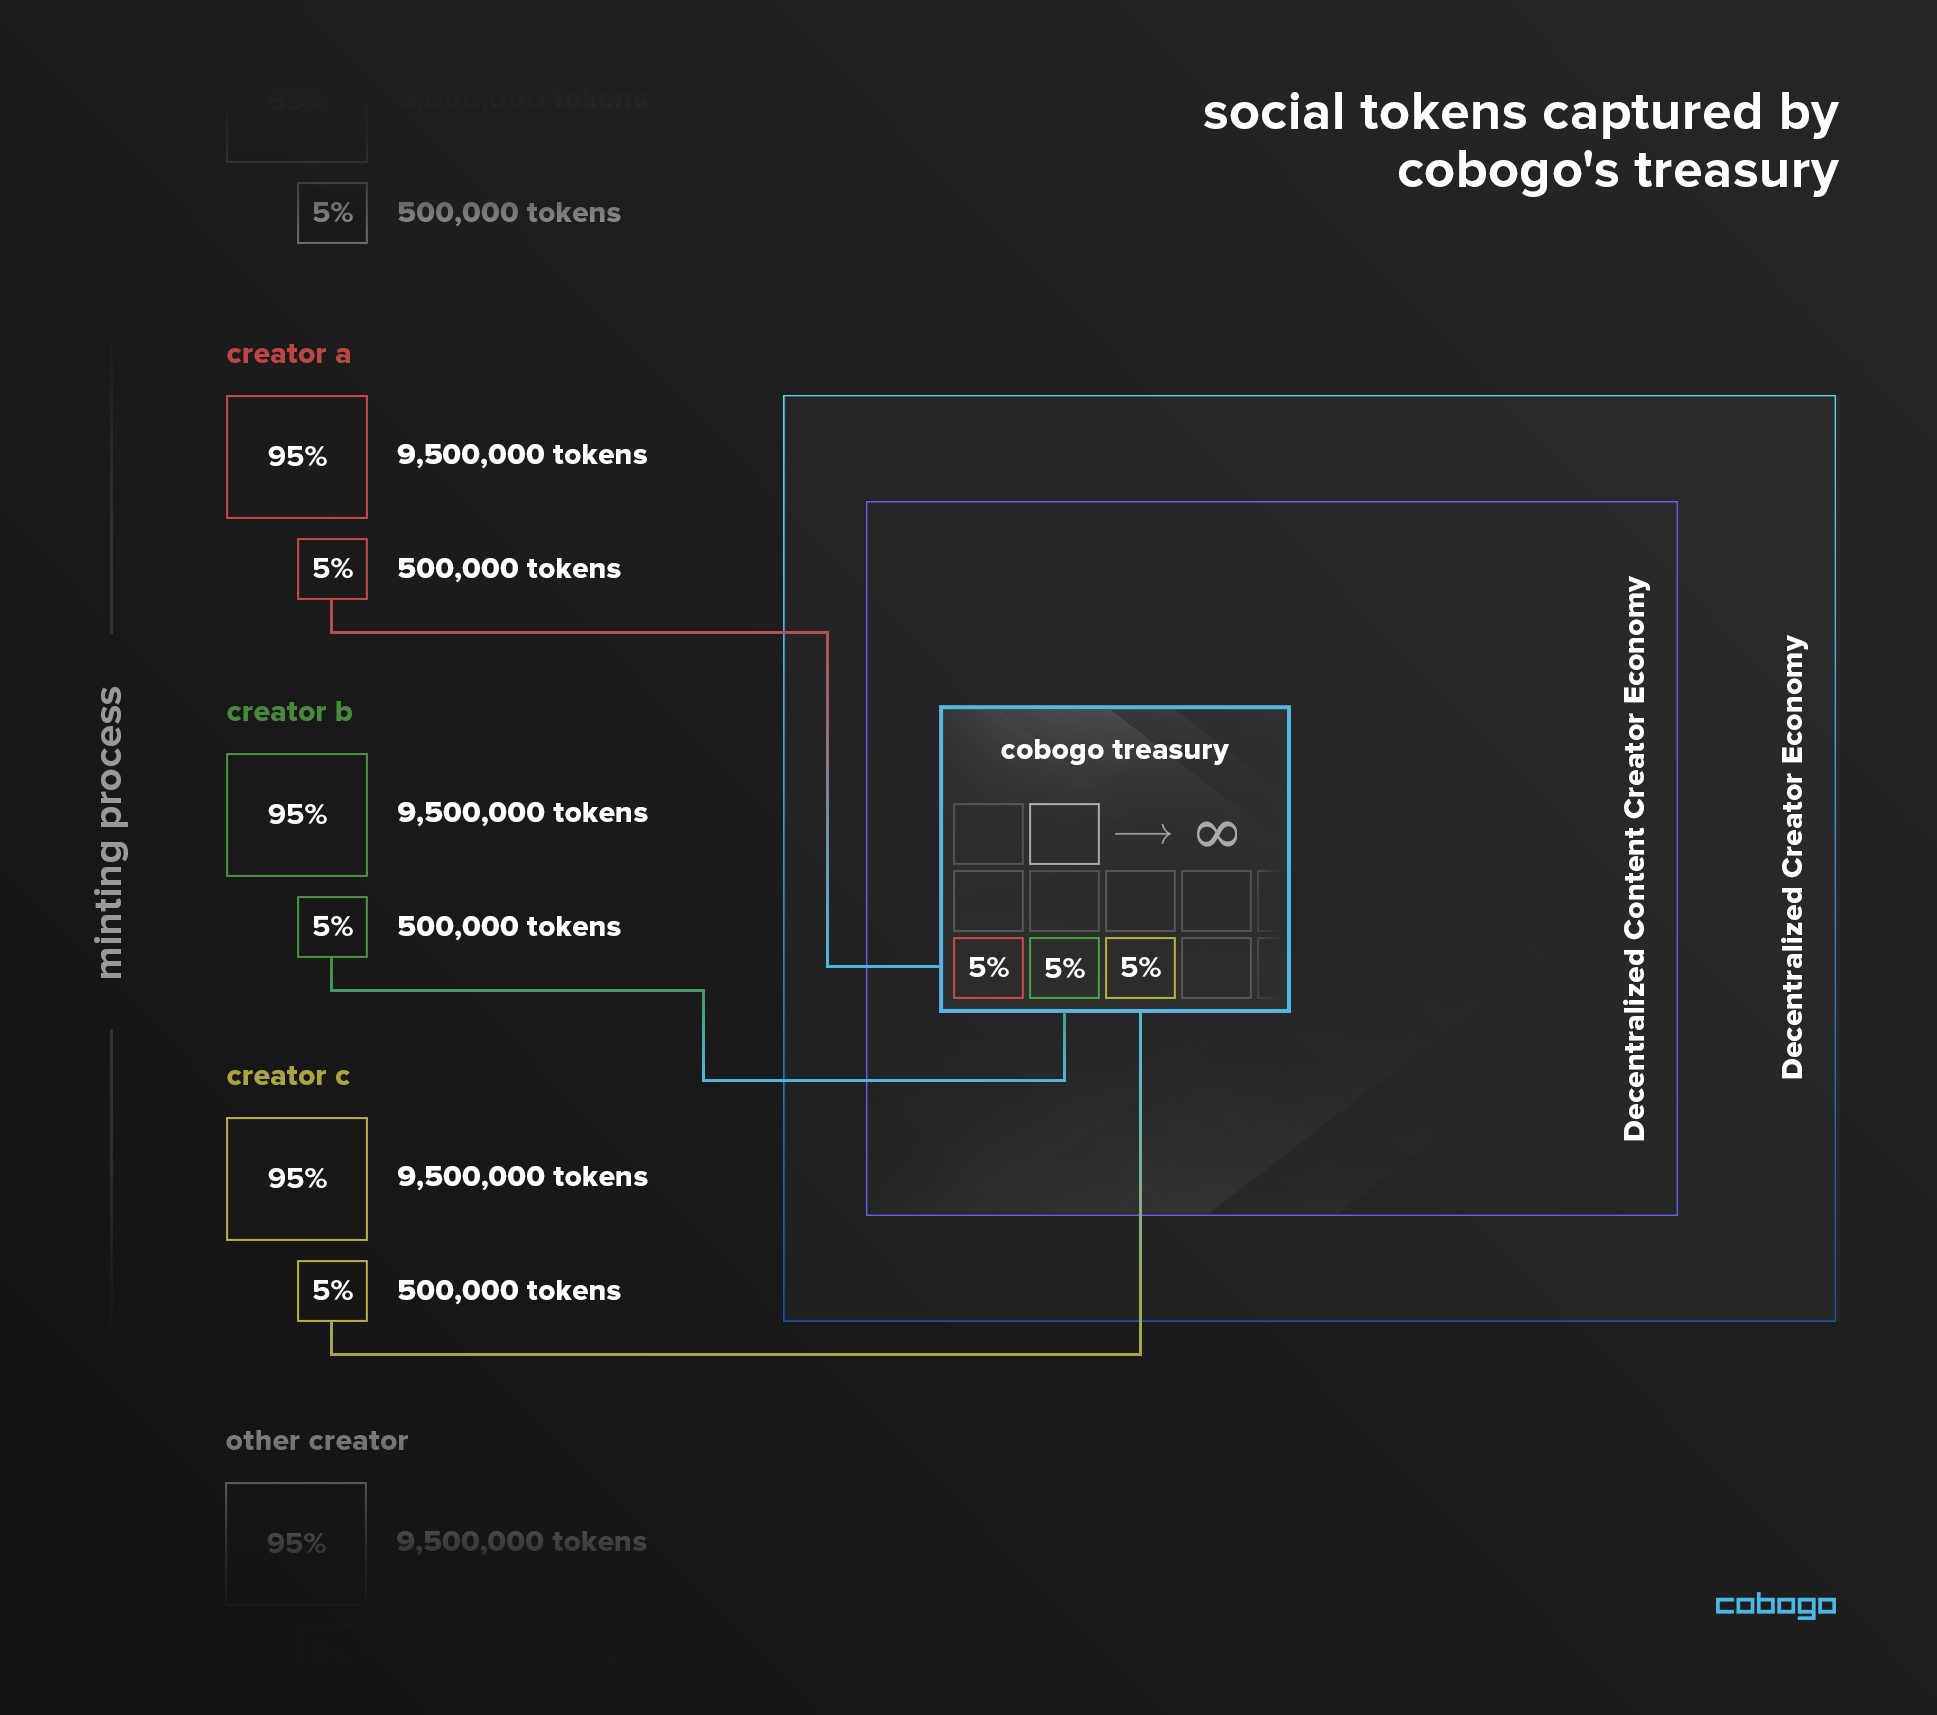 social tokens captured by
cobogo's treasury
95%
9,500,000 tokens
5%
500,000 tokens
minting process
creator a
95%
9,500,000 tokens
5%
500,000 tokens
creator b
95%
9,500,000 tokens
5%
500,000 tokens
creator c
95%
9,500,000 tokens
5%
500,000 tokens
other creator
95%
9,500,000 tokens
cobogo treasury
→ ∞
5%
5%
5%
Decentralized Content Creator Economy
Decentralized Creator Economy
cobogo